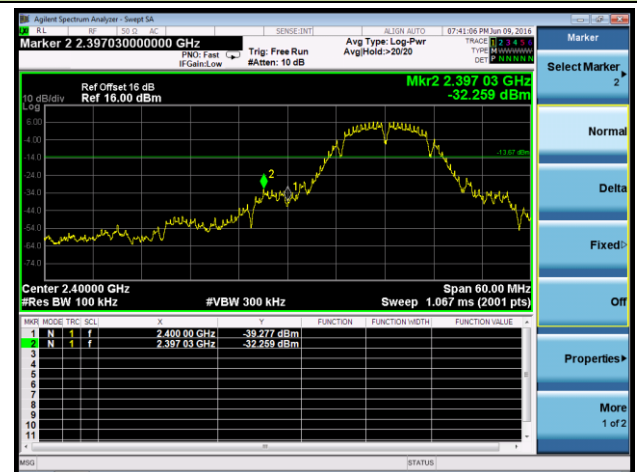 Agilent Spectrum Analyzer - Swept SA
RL RF 50 Ω AC SENSE:INT ALIGN AUTO 07:41:06 PM Jun 09, 2016
Marker 2 2.397030000000 GHz
PNO: Fast Trig: Free Run Avg Type: Log-Pwr TRACE 1 2 3 4 5 6
IFGain:Low #Atten: 10 dB Avg|Hold:>20/20 TYPE M WWWWW
DET P NNNNN
Ref Offset 16 dB
10 dB/div Ref 16.00 dBm
Mkr2 2.397 03 GHz
-32.259 dBm
Log
6.00
-4.00
-14.0
-13.67 dBm
-24.0
2
1
-34.0
-44.0
-54.0
-64.0
-74.0
Center 2.40000 GHz Span 60.00 MHz
#Res BW 100 kHz #VBW 300 kHz Sweep 1.067 ms (2001 pts)
MKR MODE TRC SCL X Y FUNCTION FUNCTION WIDTH FUNCTION VALUE
1 N 1 f 2.400 00 GHz -39.277 dBm
2 N 1 f 2.397 03 GHz -32.259 dBm
3
4
5
6
7
8
9
10
11
MSG STATUS
Marker
Select Marker
2
Normal
Delta
Fixed
Off
Properties
More
1 of 2